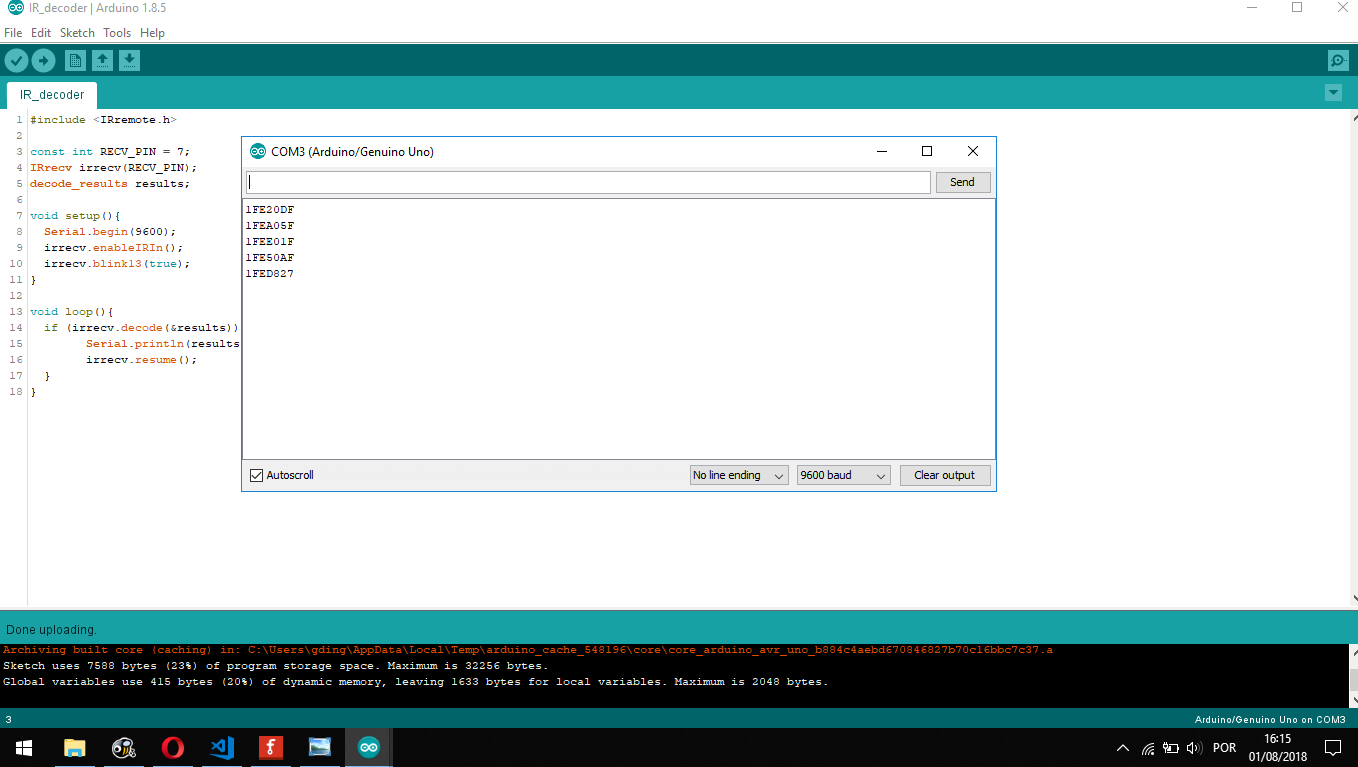 IR_decoder | Arduino 1.8.5
File Edit Sketch Tools Help
IR_decoder
1 #include <IRremote.h>
2
3 const int RECV_PIN = 7;
4 IRrecv irrecv(RECV_PIN);
5 decode_results results;
6
7 void setup(){
8 Serial.begin(9600);
9 irrecv.enableIRIn();
10 irrecv.blink13(true);
11 }
12
13 void loop(){
14 if (irrecv.decode(&results))
15 Serial.println(results
16 irrecv.resume();
17 }
18 }
COM3 (Arduino/Genuino Uno)
Send
1FE20DF
1FEA05F
1FEE01F
1FE50AF
1FED827
Autoscroll
No line ending
9600 baud
Clear output
Done uploading.
Archiving built core (caching) in: C:\Users\gding\AppData\Local\Temp\arduino_cache_548196\core\core_arduino_avr_uno_b884c4aebd670846827b70c16bbc7c37.a
Sketch uses 7588 bytes (23%) of program storage space. Maximum is 32256 bytes.
Global variables use 415 bytes (20%) of dynamic memory, leaving 1633 bytes for local variables. Maximum is 2048 bytes.
3
Arduino/Genuino Uno on COM3
POR
16:15
01/08/2018